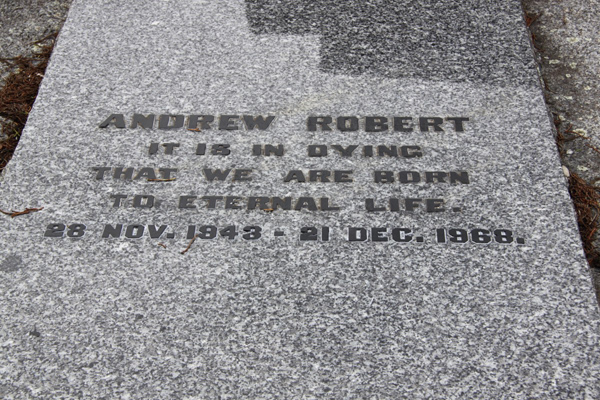 ANDREW ROBERT
IT IS IN DYING
THAT WE ARE BORN
TO ETERNAL LIFE.
28 NOV. 1943 - 21 DEC. 1968.